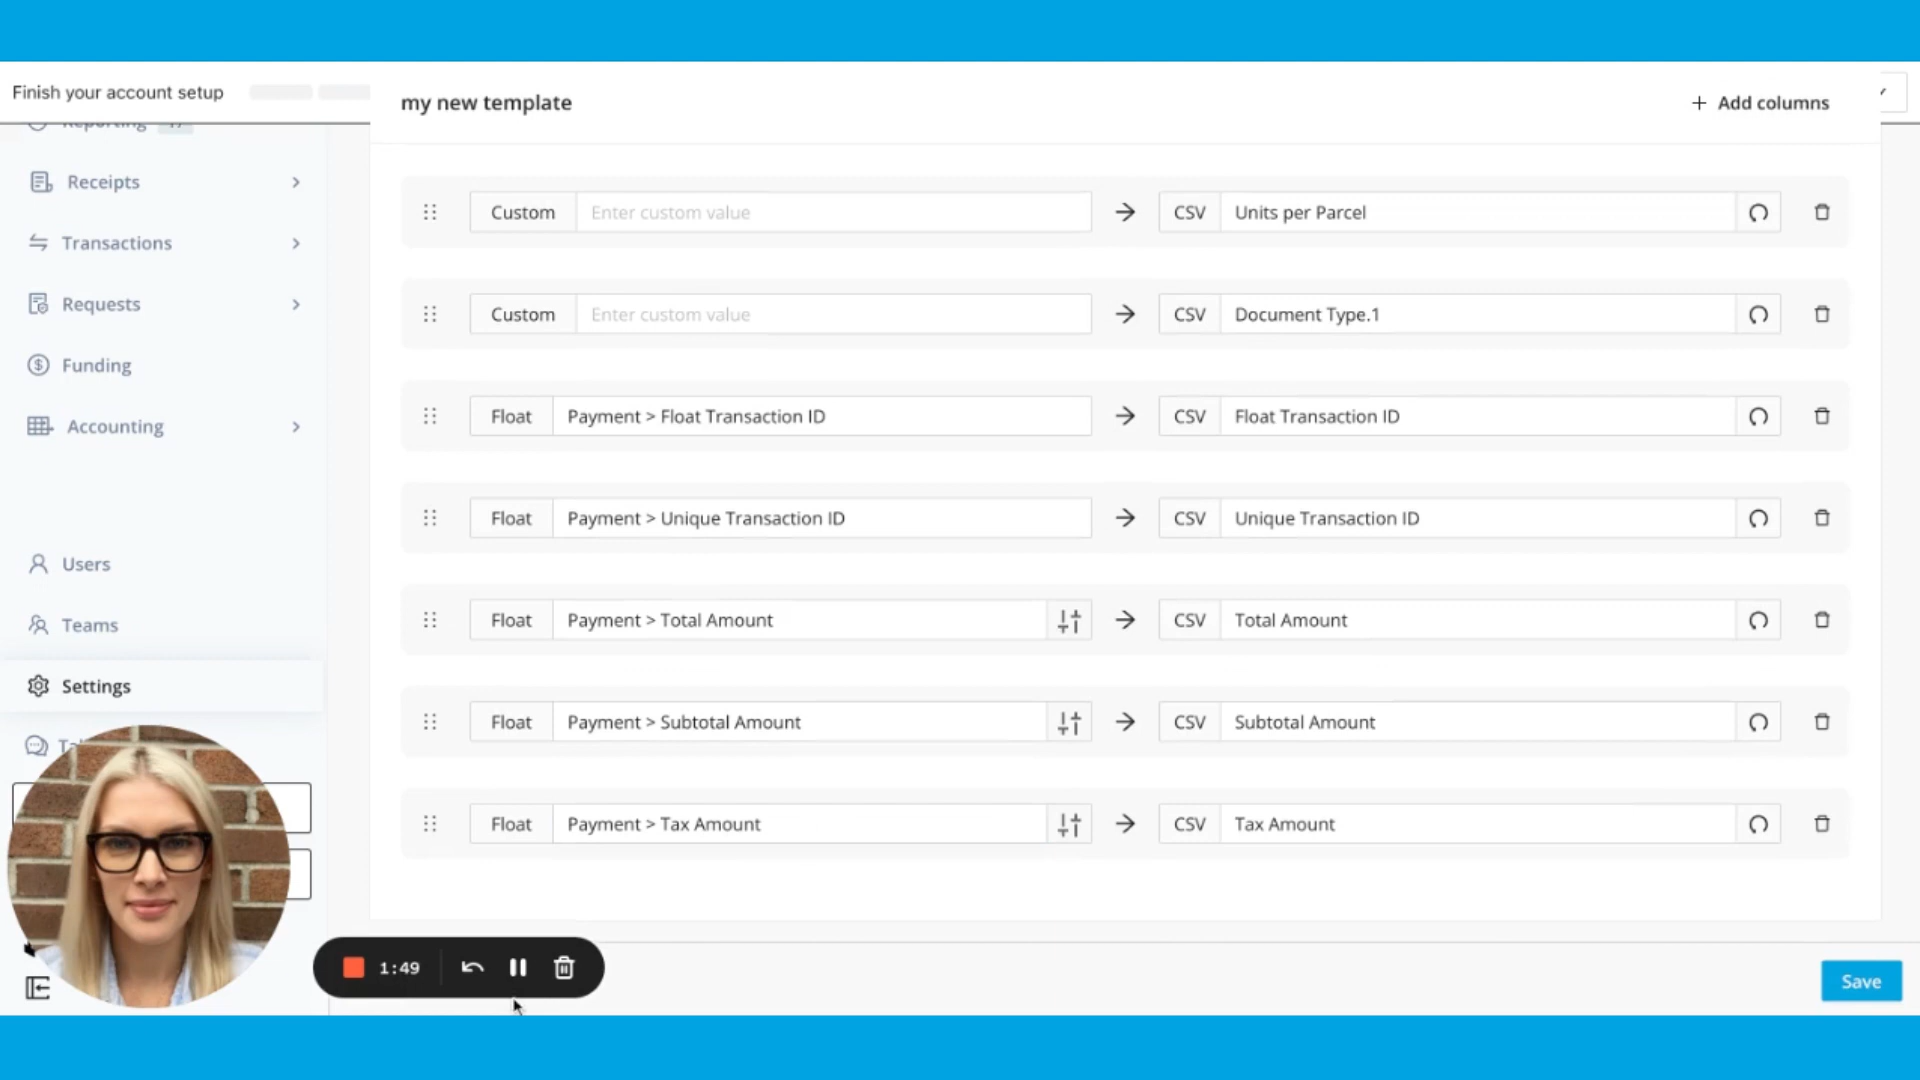 Finish your account setup
my new template
+ Add columns
Reporting
Receipts
Transactions
Requests
Funding
Accounting
Users
Teams
Settings
Custom Enter custom value → CSV Units per Parcel
Custom Enter custom value → CSV Document Type.1
Float Payment > Float Transaction ID → CSV Float Transaction ID
Float Payment > Unique Transaction ID → CSV Unique Transaction ID
Float Payment > Total Amount → CSV Total Amount
Float Payment > Subtotal Amount → CSV Subtotal Amount
Float Payment > Tax Amount → CSV Tax Amount
1:49
Save